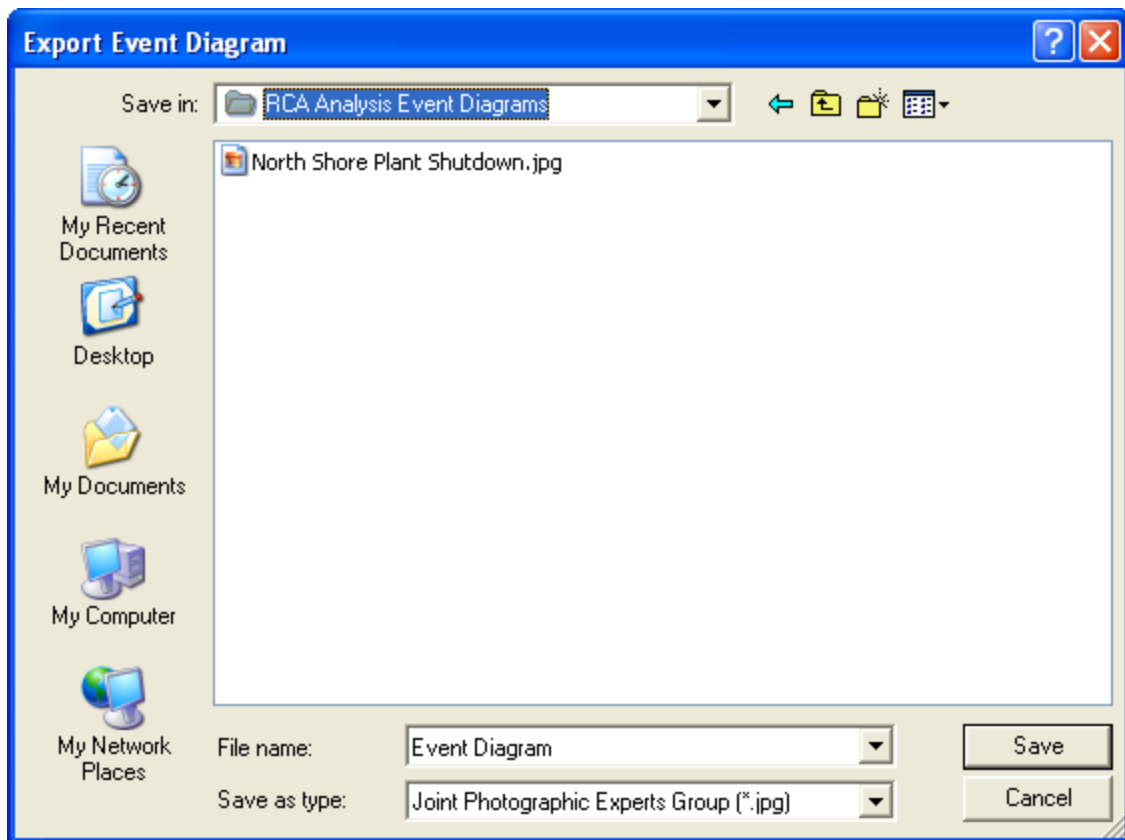 Export Event Diagram
Save in: RCA Analysis Event Diagrams
North Shore Plant Shutdown.jpg
My Recent
Documents
Desktop
My Documents
My Computer
My Network
Places
File name: Event Diagram Save
Save as type: Joint Photographic Experts Group (*.jpg) Cancel